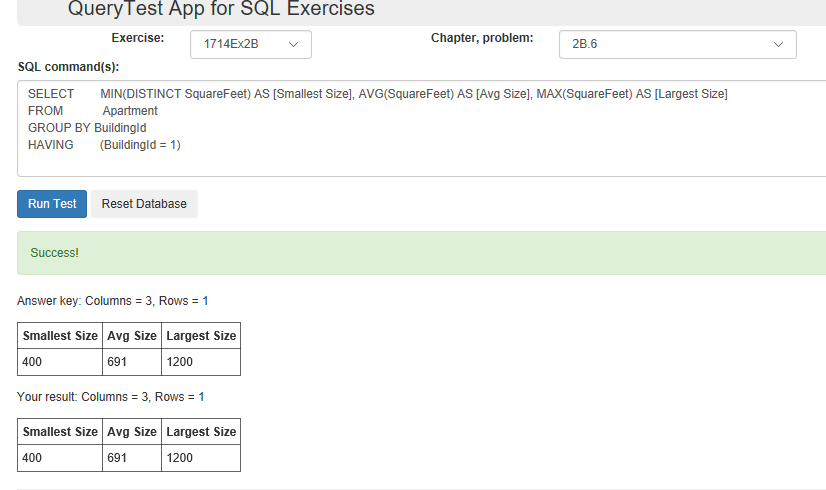 QueryTest App for SQL Exercises
Exercise: 1714Ex2B Chapter, problem: 2B.6
SQL command(s):
SELECT MIN(DISTINCT SquareFeet) AS [Smallest Size], AVG(SquareFeet) AS [Avg Size], MAX(SquareFeet) AS [Largest Size]
FROM Apartment
GROUP BY BuildingId
HAVING (BuildingId = 1)
Run Test Reset Database
Success!
Answer key: Columns = 3, Rows = 1
Smallest Size Avg Size Largest Size
400 691 1200
Your result: Columns = 3, Rows = 1
Smallest Size Avg Size Largest Size
400 691 1200